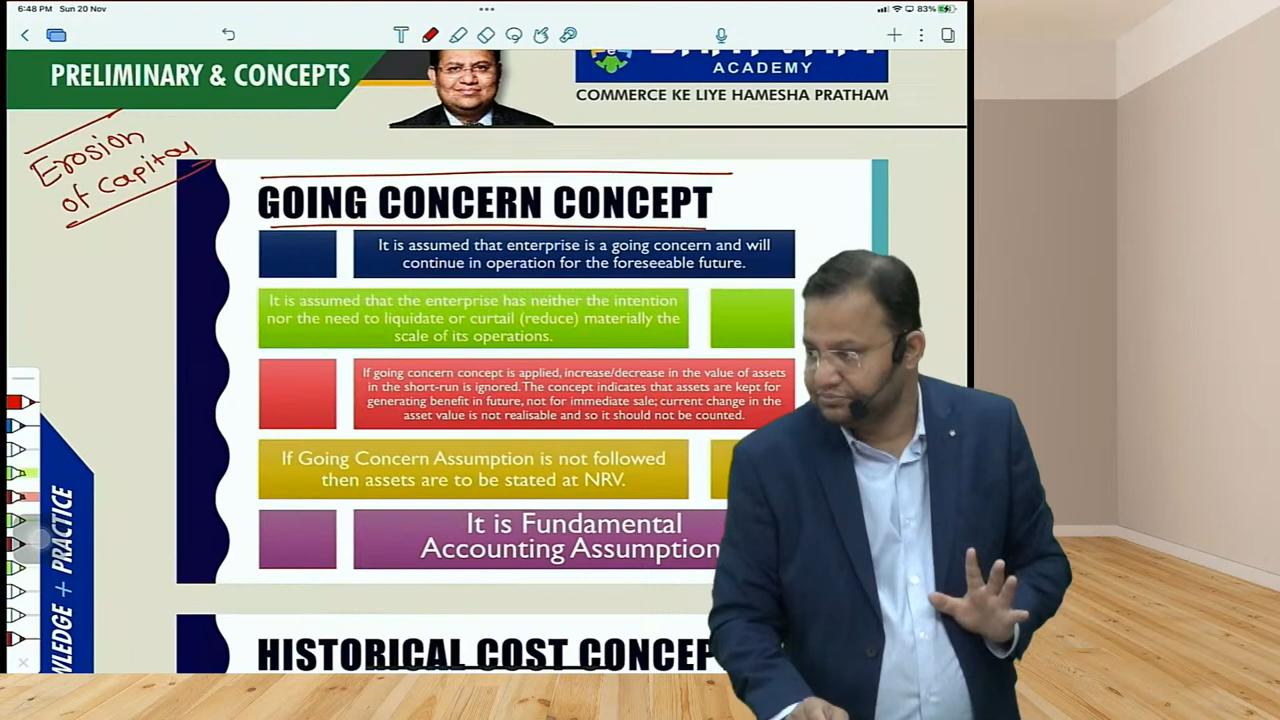 6:48 PM Sun 20 Nov
83%
PRELIMINARY & CONCEPTS
ACADEMY
COMMERCE KE LIYE HAMESHA PRATHAM
Erosion
of capital
GOING CONCERN CONCEPT
It is assumed that enterprise is a going concern and will
continue in operation for the foreseeable future.
It is assumed that the enterprise has neither the intention
nor the need to liquidate or curtail (reduce) materially the
scale of its operations.
If going concern concept is applied, increase/decrease in the value of assets
in the short-run is ignored. The concept indicates that assets are kept for
generating benefit in future, not for immediate sale; current change in the
asset value is not realisable and so it should not be counted.
If Going Concern Assumption is not followed
then assets are to be stated at NRV.
It is Fundamental
Accounting Assumption
WLEDGE + PRACTICE
HISTORICAL COST CONCEP